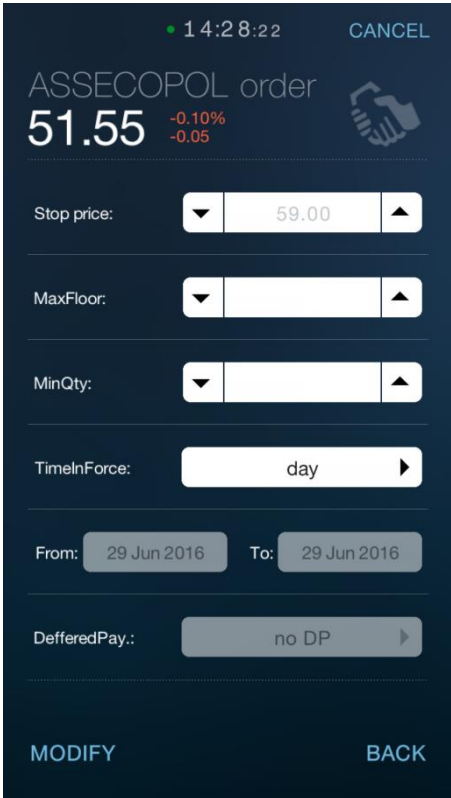 14:28:22 CANCEL
ASSECOPOL order
51.55 -0.10%
-0.05
Stop price: 59.00
MaxFloor:
MinQty:
TimeInForce: day
From: 29 Jun 2016 To: 29 Jun 2016
DefferedPay.: no DP
MODIFY BACK